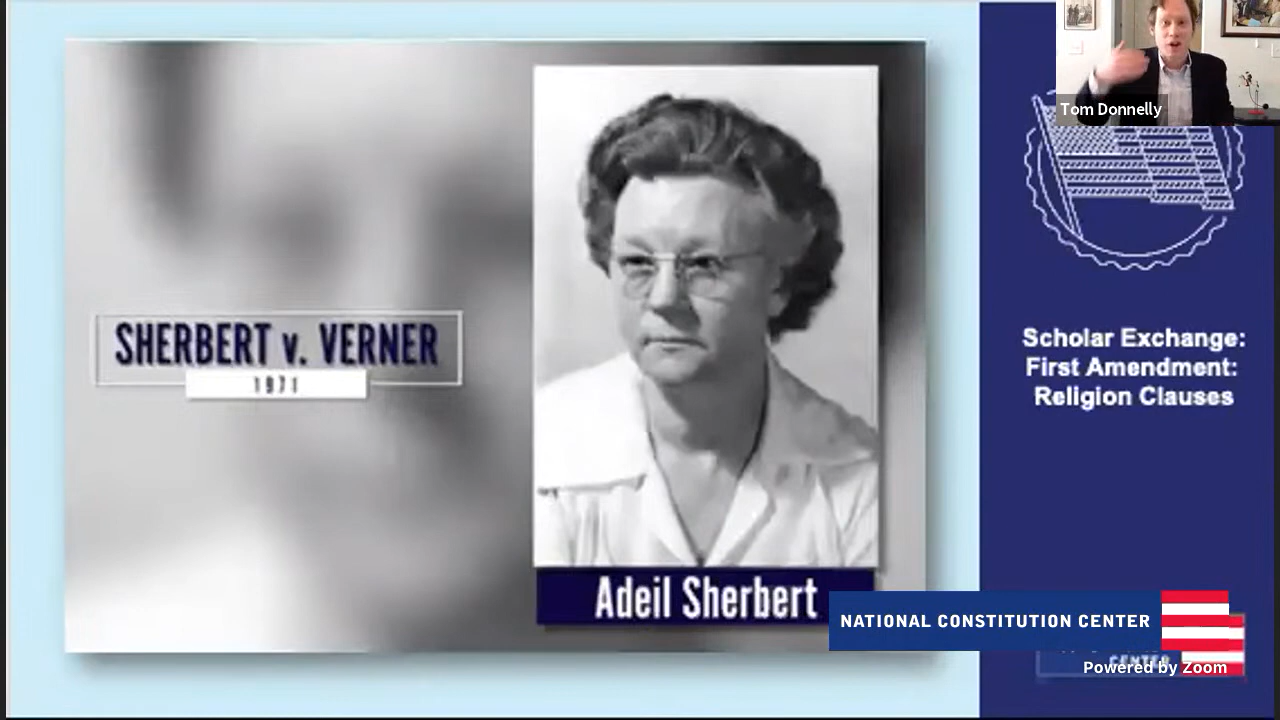 Tom Donnelly
SHERBERT v. VERNER
1971
Scholar Exchange:
First Amendment:
Religion Clauses
Adeil Sherbert
NATIONAL CONSTITUTION CENTER
CENTER
Powered by Zoom